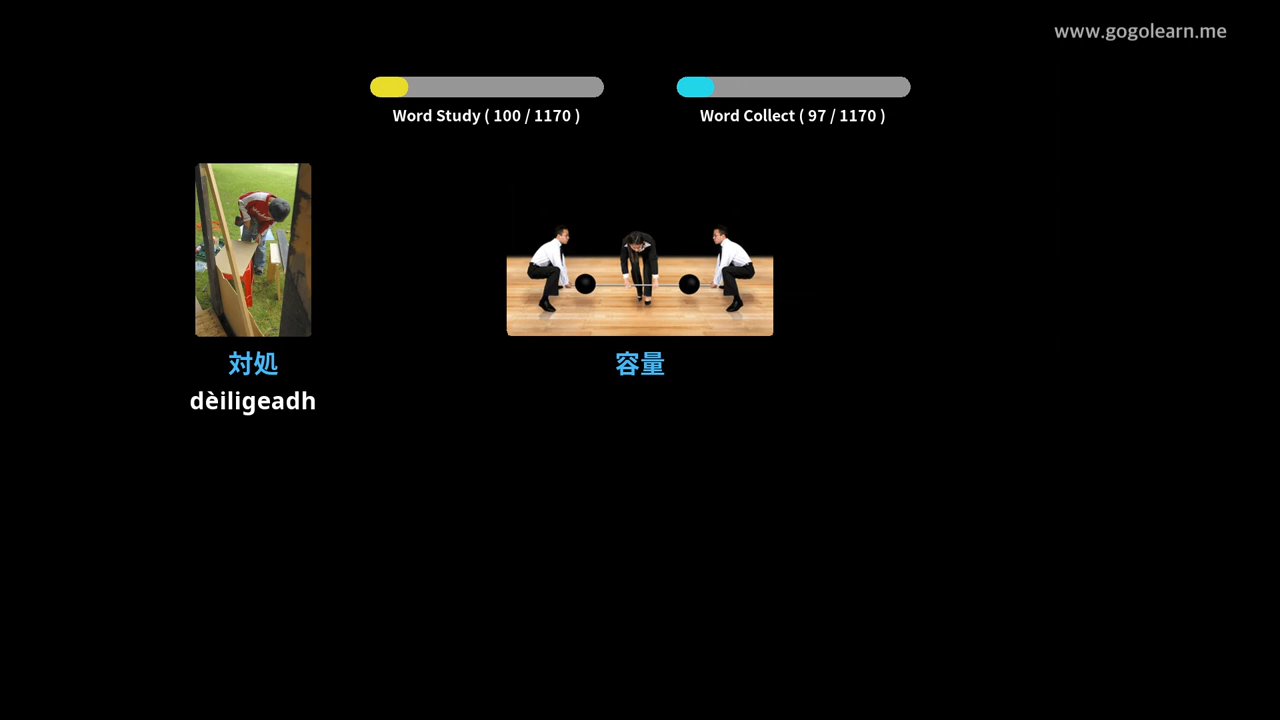 www.gogolearn.me
Word Study ( 100 / 1170 )
Word Collect ( 97 / 1170 )
対処
容量
dèiligeadh